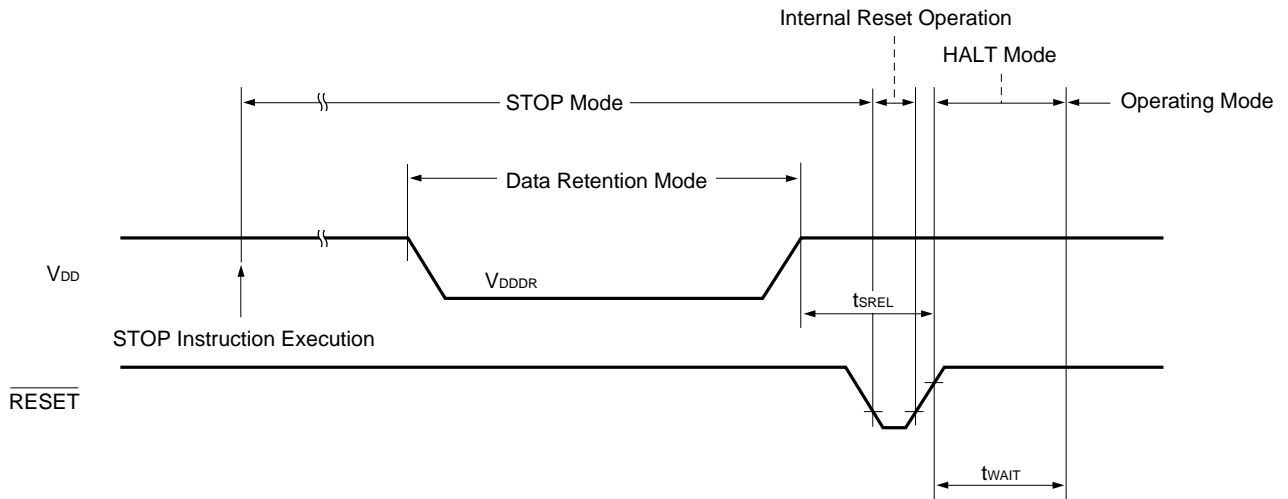 Internal Reset Operation
HALT Mode
STOP Mode
Operating Mode
Data Retention Mode
VDD
VDDDR
tSREL
STOP Instruction Execution
RESET
tWAIT